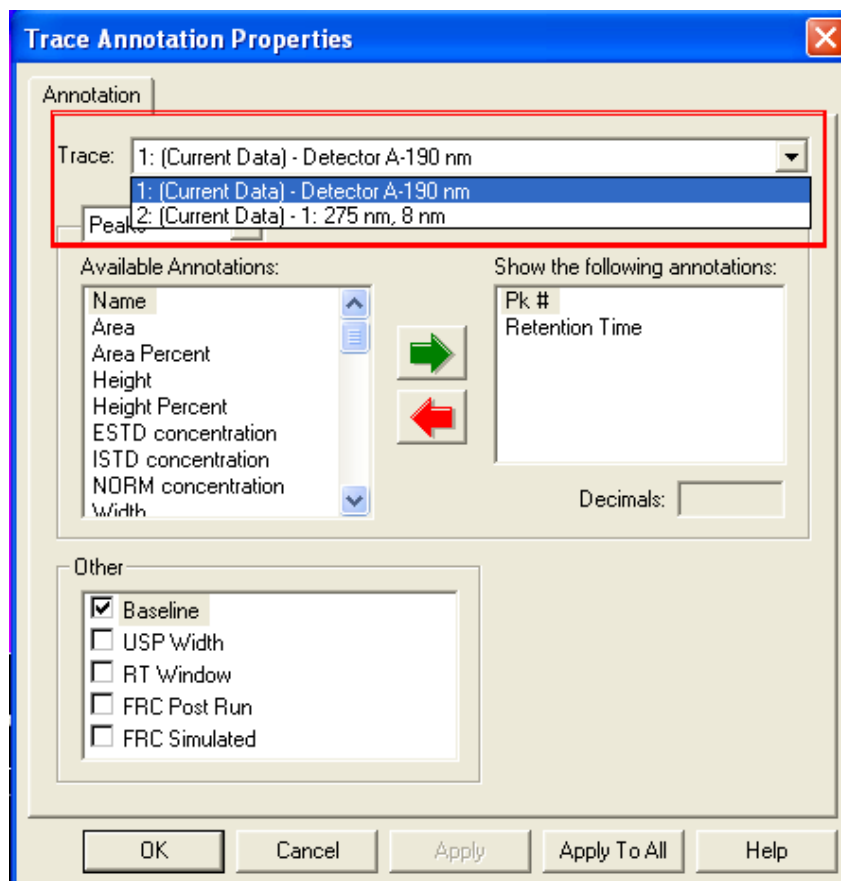 Trace Annotation Properties
Annotation
Trace:
1: (Current Data) - Detector A-190 nm
1: (Current Data) - Detector A-190 nm
2: (Current Data) - 1: 275 nm, 8 nm
Peaks
Available Annotations:
Name
Area
Area Percent
Height
Height Percent
ESTD concentration
ISTD concentration
NORM concentration
Width
Show the following annotations:
Pk #
Retention Time
Decimals:
Other
Baseline
USP Width
RT Window
FRC Post Run
FRC Simulated
OK
Cancel
Apply
Apply To All
Help